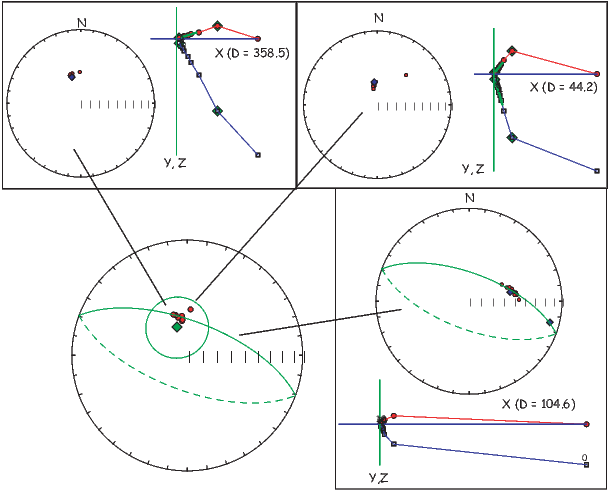 N
X (D = 358.5)
Y, Z
N
X (D = 44.2)
Y, Z
N
X (D = 104.6)
0
Y,Z